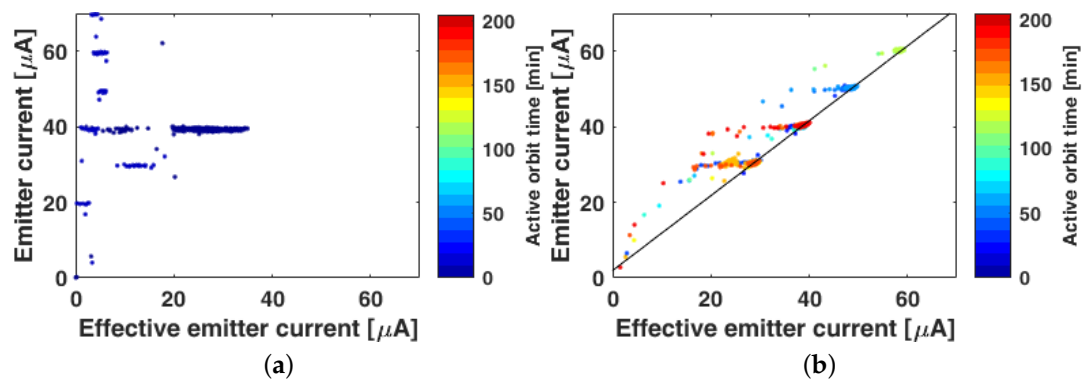 Emitter current [μA]
60
40
20
0
0 20 40 60
Effective emitter current [μA]
200
150
100
50
0
Active orbit time [min]
(a)
Emitter current [μA]
60
40
20
0
0 20 40 60
Effective emitter current [μA]
200
150
100
50
0
Active orbit time [min]
(b)